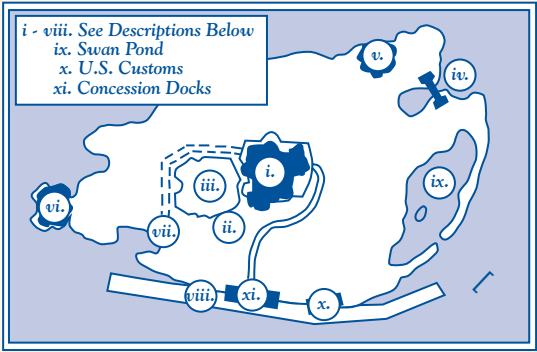 i - viii. See Descriptions Below
ix. Swan Pond
x. U.S. Customs
xi. Concession Docks
v.
iv.
i.
iii.
ix.
vi.
vii.
ii.
viii.
xi.
x.